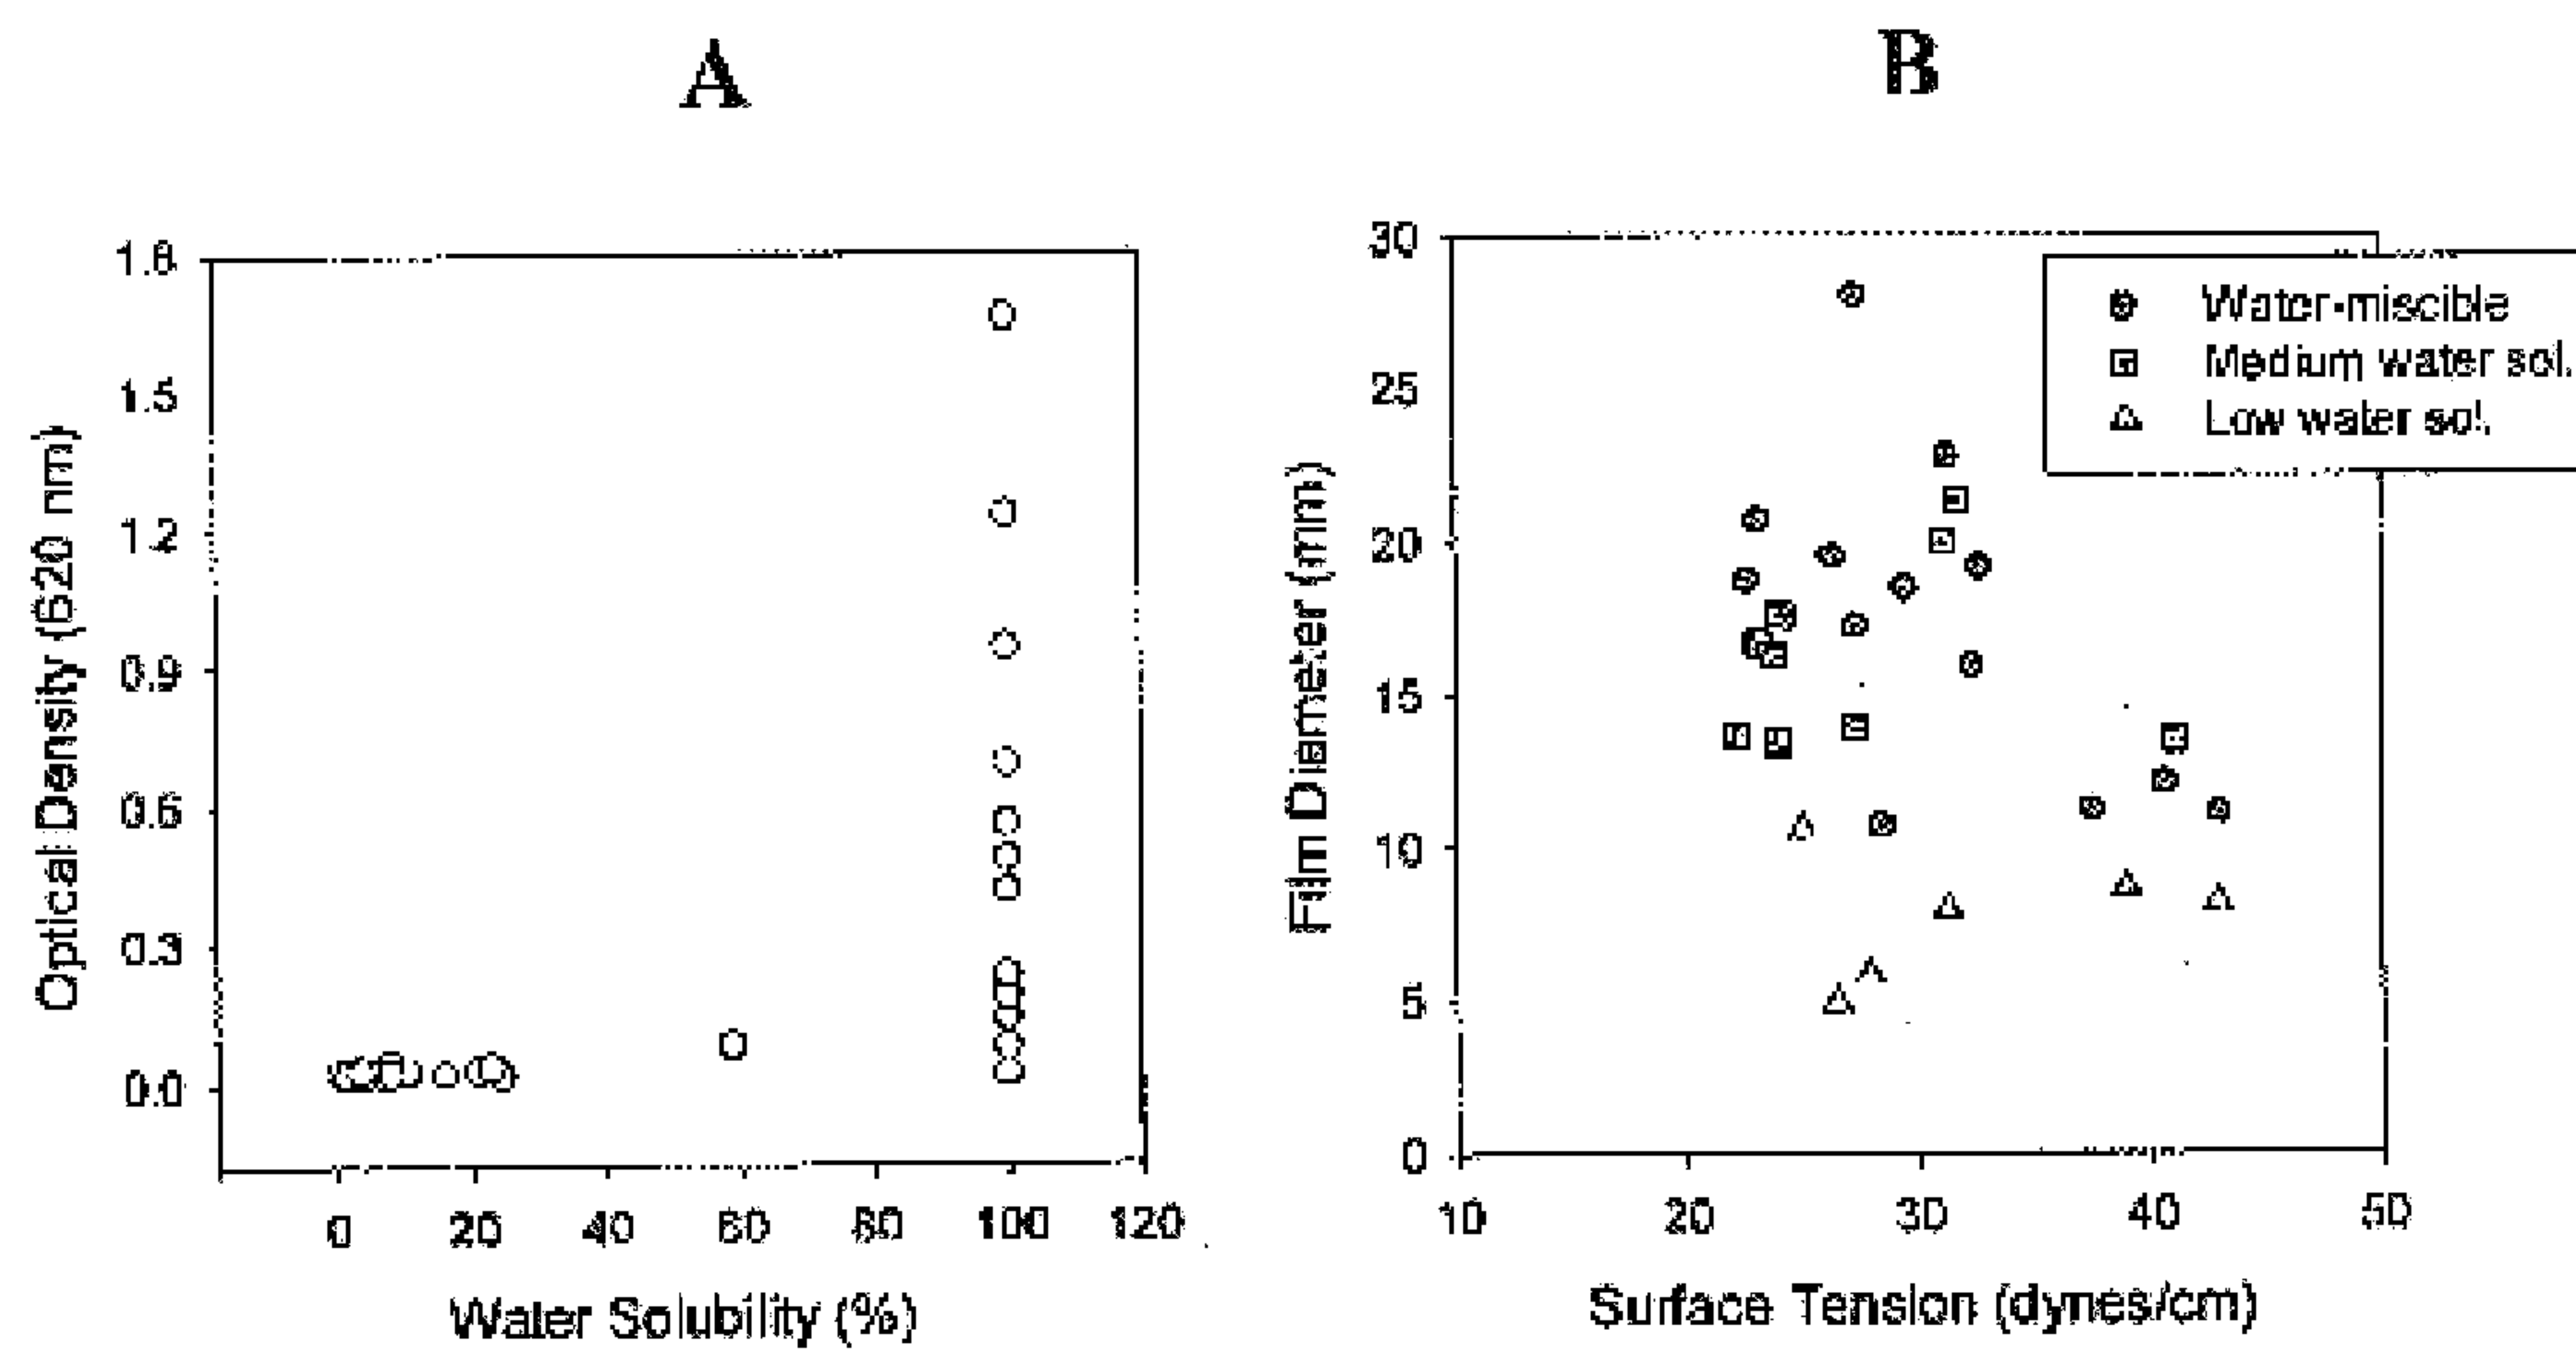 A
B
1.8
1.5
1.2
0.9
0.6
0.3
0.0
0
20
40
60
80
100
120
Optical Density (620 nm)
Water Solubility (%)
30
25
20
15
10
5
0
10
20
30
40
50
Film Diameter (mm)
Surface Tension (dynes/cm)
Water-miscible
Medium water sol.
Low water sol.